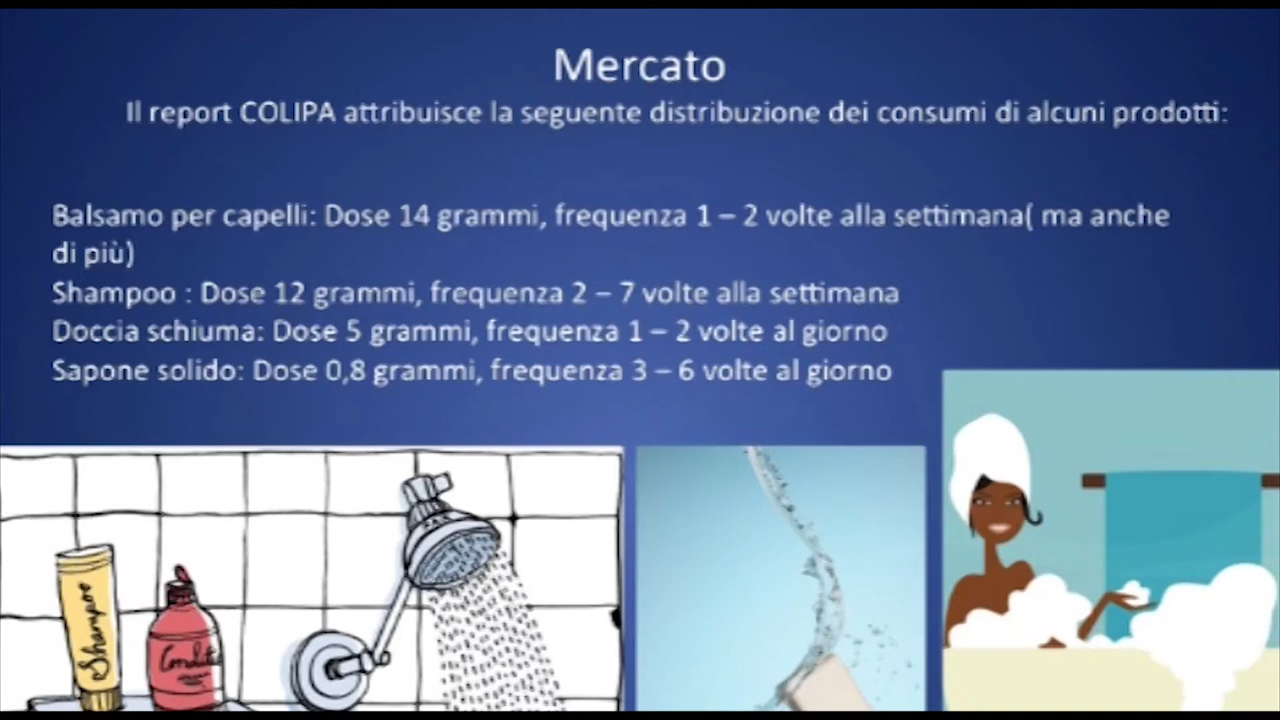 Mercato
Il report COLIPA attribuisce la seguente distribuzione dei consumi di alcuni prodotti:
Balsamo per capelli: Dose 14 grammi, frequenza 1 – 2 volte alla settimana( ma anche
di più)
Shampoo : Dose 12 grammi, frequenza 2 – 7 volte alla settimana
Doccia schiuma: Dose 5 grammi, frequenza 1 – 2 volte al giorno
Sapone solido: Dose 0,8 grammi, frequenza 3 – 6 volte al giorno
Shampoo